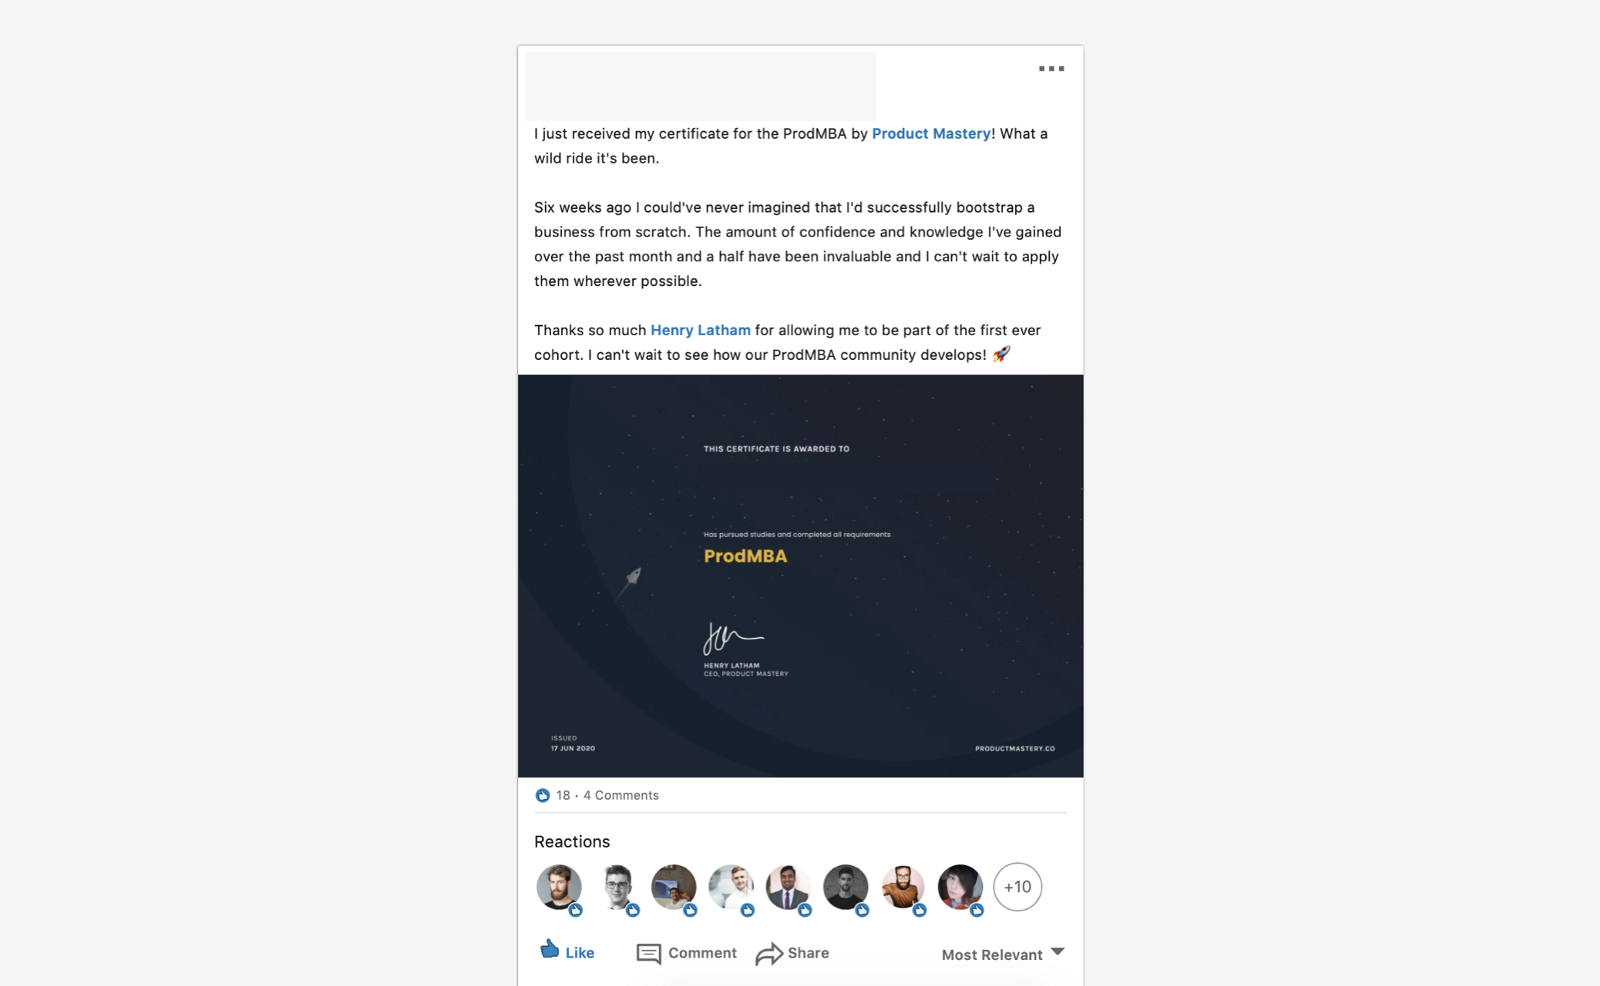 I just received my certificate for the ProdMBA by Product Mastery! What a
wild ride it's been.
Six weeks ago I could've never imagined that I'd successfully bootstrap a
business from scratch. The amount of confidence and knowledge I've gained
over the past month and a half have been invaluable and I can't wait to apply
them wherever possible.
Thanks so much Henry Latham for allowing me to be part of the first ever
cohort. I can't wait to see how our ProdMBA community develops! 🚀
THIS CERTIFICATE IS AWARDED TO
Has pursued studies and completed all requirements
ProdMBA
HENRY LATHAM
CEO, PRODUCT MASTERY
ISSUED
17 JUN 2020
PRODUCTMASTERY.CO
18 · 4 Comments
Reactions
+10
Like Comment Share Most Relevant